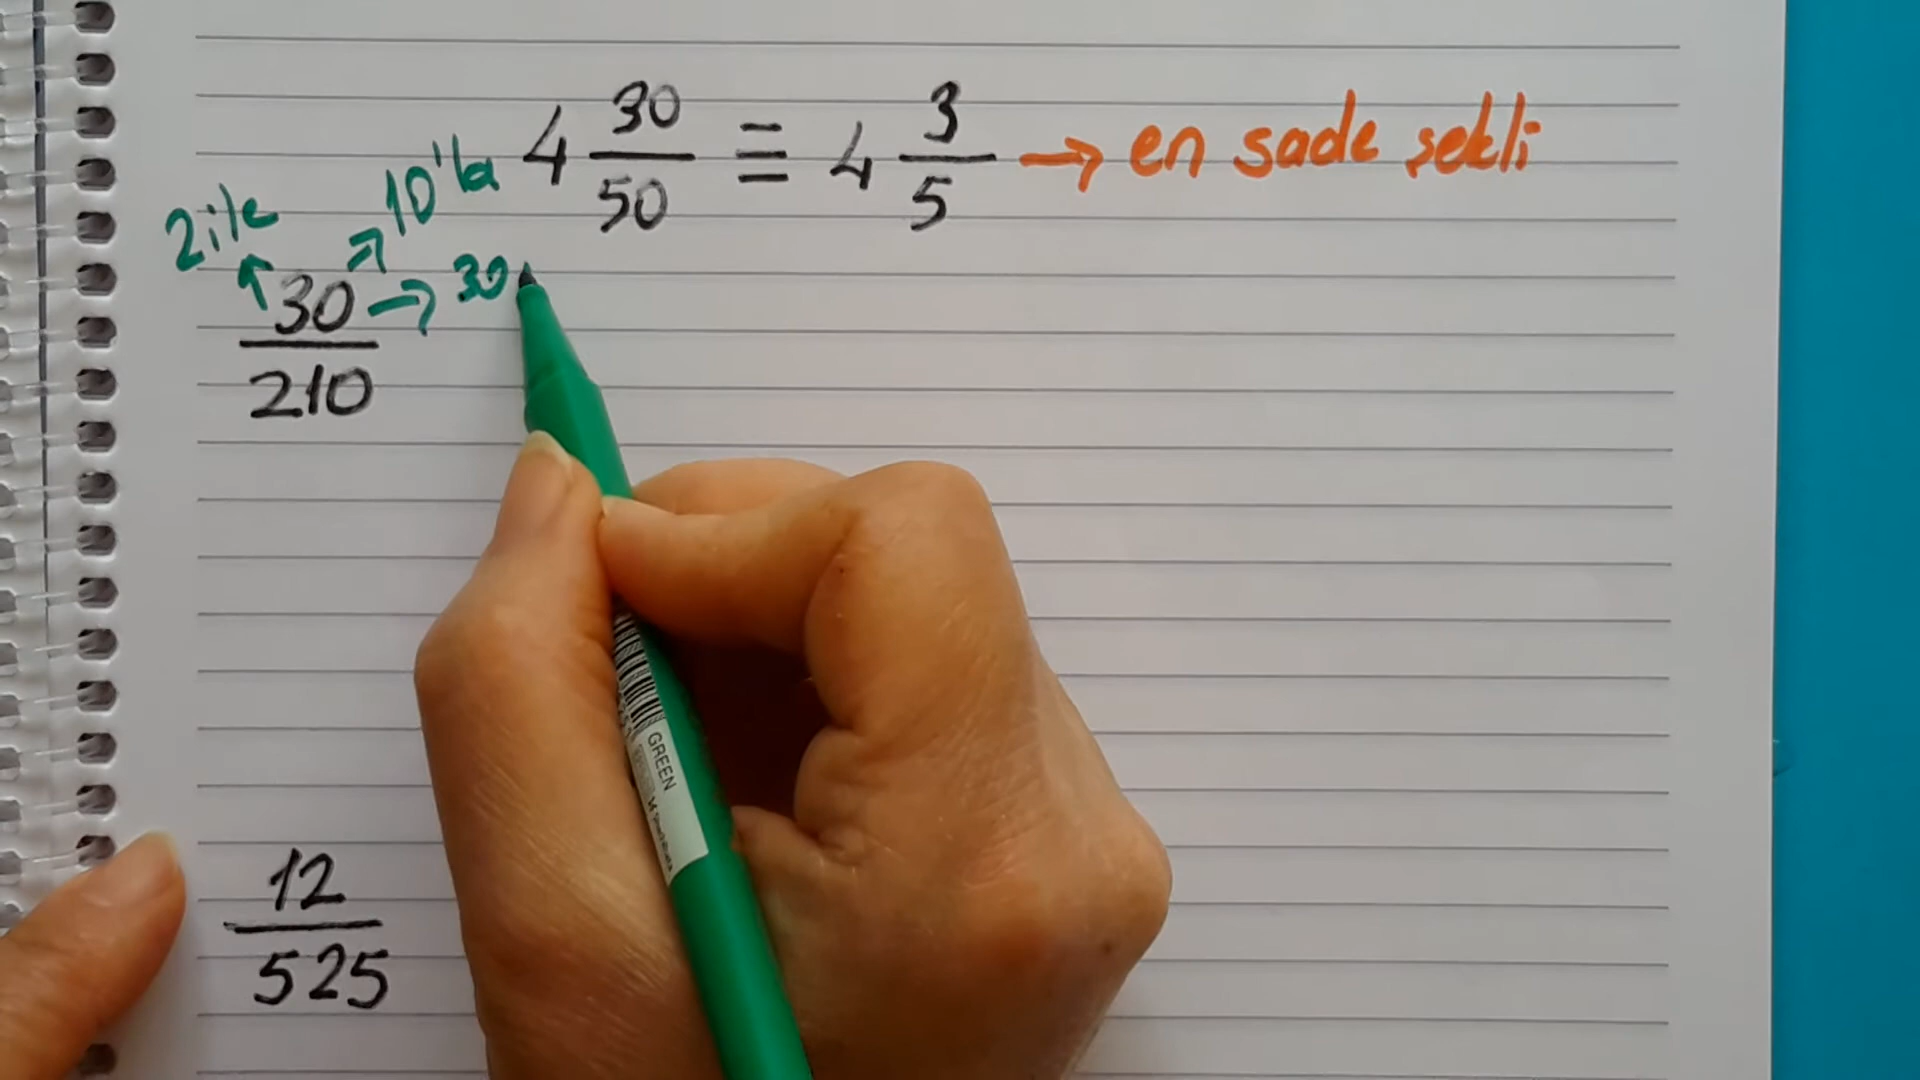 4 30/50 = 4 3/5 → en sade şekli
2 ile
10'la
30/210
→ 30
12/525
GREEN